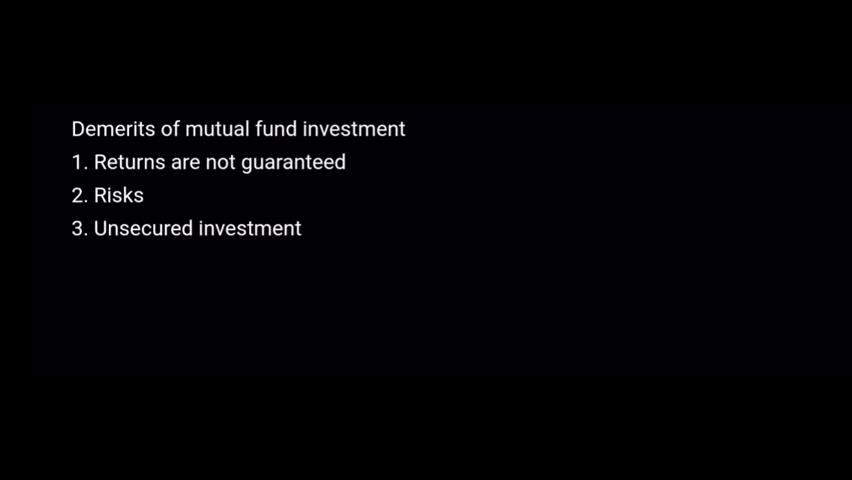 Demerits of mutual fund investment
1. Returns are not guaranteed
2. Risks
3. Unsecured investment